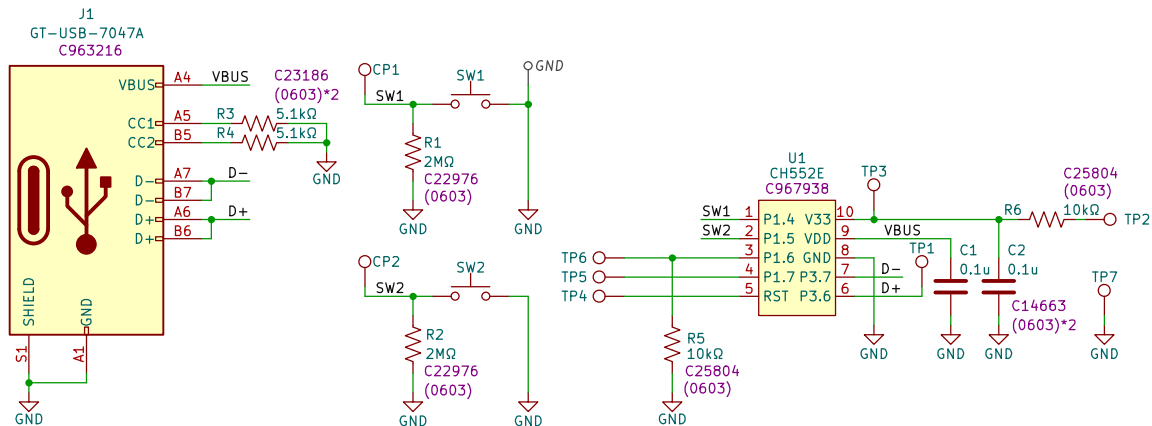 J1
GT-USB-7047A
C963216
VBUS
A4
VBUS
CC1
A5
R3
5.1kΩ
CC2
B5
R4
5.1kΩ
C23186
(0603)*2
GND
D-
A7
D-
D-
B7
D+
A6
D+
D+
B6
SHIELD
GND
S1
A1
GND
CP1
SW1
SW1
GND
R1
2MΩ
C22976
(0603)
GND
GND
CP2
SW2
SW2
R2
2MΩ
C22976
(0603)
GND
GND
U1
CH552E
C967938
SW1
1
P1.4
V33
10
SW2
2
P1.5
VDD
9
VBUS
TP6
3
P1.6
GND
8
TP5
4
P1.7
P3.7
7
D-
TP4
5
RST
P3.6
6
D+
R5
10kΩ
C25804
(0603)
GND
TP3
TP1
GND
C25804
(0603)
R6
10kΩ
TP2
C1
0.1u
GND
C2
0.1u
C14663
(0603)*2
GND
TP7
GND